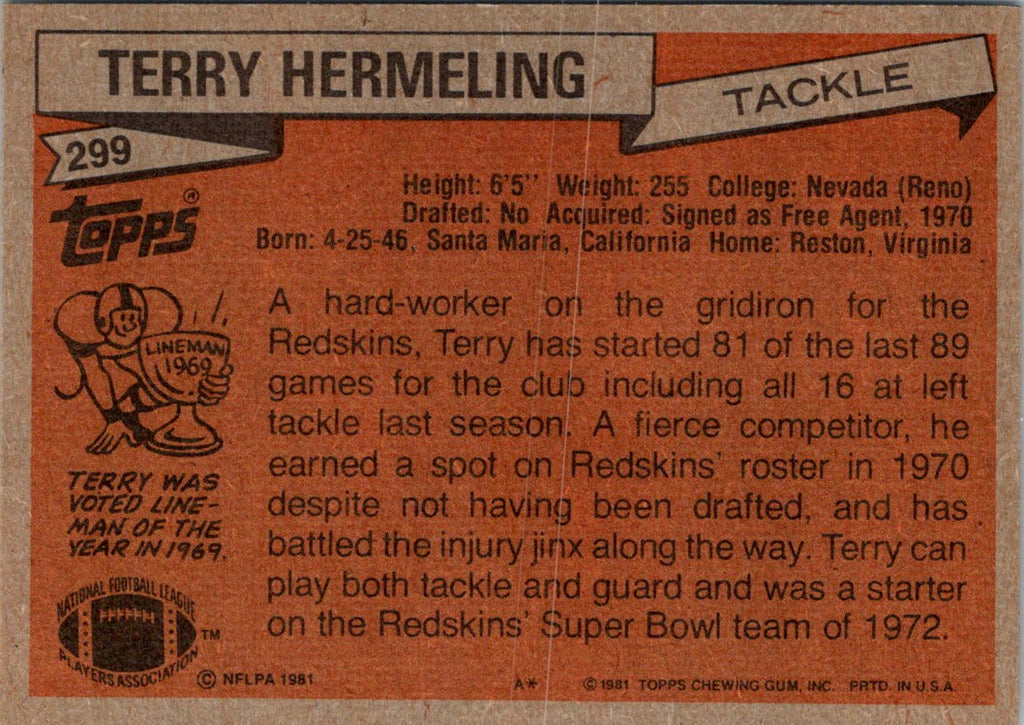 TERRY HERMELING
TACKLE
299
TOPPS®
Height: 6'5" Weight: 255 College: Nevada (Reno)
Drafted: No Acquired: Signed as Free Agent, 1970
Born: 4-25-46, Santa Maria, California Home: Reston, Virginia
LINEMAN
1969
TERRY WAS
VOTED LINE-
MAN OF THE
YEAR IN 1969.
A hard-worker on the gridiron for the
Redskins, Terry has started 81 of the last 89
games for the club including all 16 at left
tackle last season. A fierce competitor, he
earned a spot on Redskins' roster in 1970
despite not having been drafted, and has
battled the injury jinx along the way. Terry can
play both tackle and guard and was a starter
on the Redskins' Super Bowl team of 1972.
NATIONAL FOOTBALL LEAGUE
PLAYERS ASSOCIATION
TM
© NFLPA 1981
A*
© 1981 TOPPS CHEWING GUM, INC. PRTD. IN U.S.A.